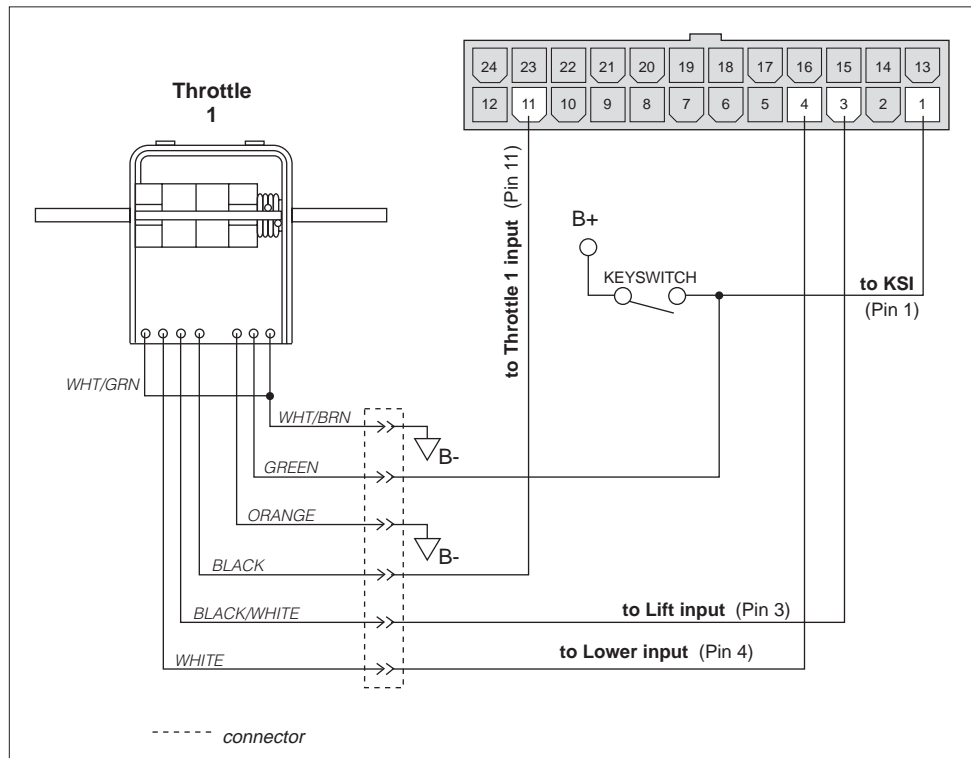 Throttle
1
24 23 22 21 20 19 18 17 16 15 14 13
12 11 10 9 8 7 6 5 4 3 2 1
to Throttle 1 input (Pin 11)
B+
KEYSWITCH
to KSI
(Pin 1)
WHT/GRN
WHT/BRN
B-
GREEN
ORANGE
B-
BLACK
BLACK/WHITE
to Lift input (Pin 3)
WHITE
to Lower input (Pin 4)
connector